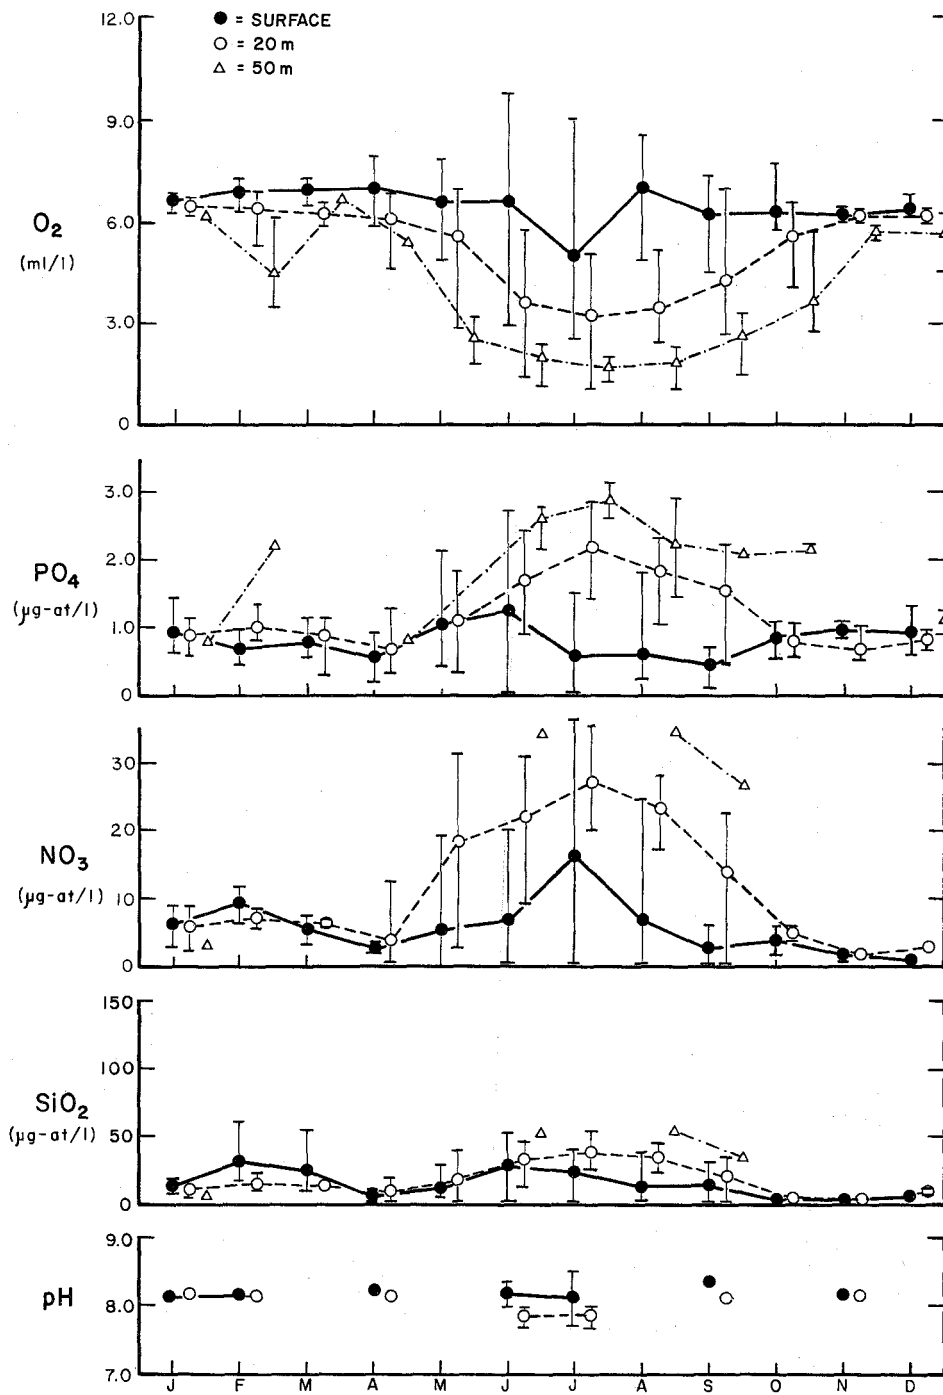 ● = SURFACE
○ = 20 m
△ = 50 m
12.0
9.0
6.0
3.0
0
O₂
(ml/l)
3.0
2.0
1.0
0
PO₄
(µg-at/l)
30
20
10
0
NO₃
(µg-at/l)
150
100
50
0
SiO₂
(µg-at/l)
9.0
8.0
7.0
pH
J F M A M J J A S O N D